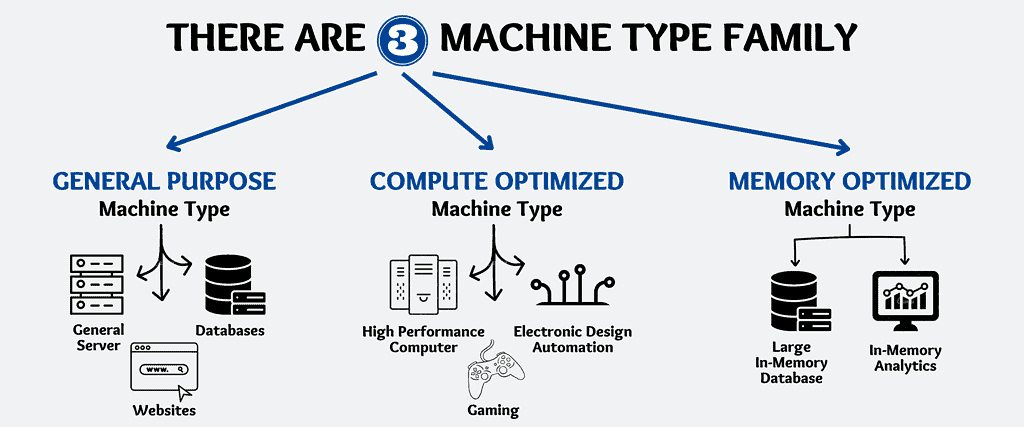 THERE ARE 3 MACHINE TYPE FAMILY
GENERAL PURPOSE
Machine Type
General
Server
Databases
www.
Websites
COMPUTE OPTIMIZED
Machine Type
High Performance
Computer
Electronic Design
Automation
Gaming
MEMORY OPTIMIZED
Machine Type
Large
In-Memory
Database
In-Memory
Analytics